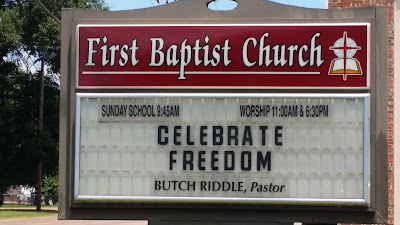 First Baptist Church
SUNDAY SCHOOL 9:45AM WORSHIP 11:00AM & 6:30PM
CELEBRATE
FREEDOM
BUTCH RIDDLE, Pastor